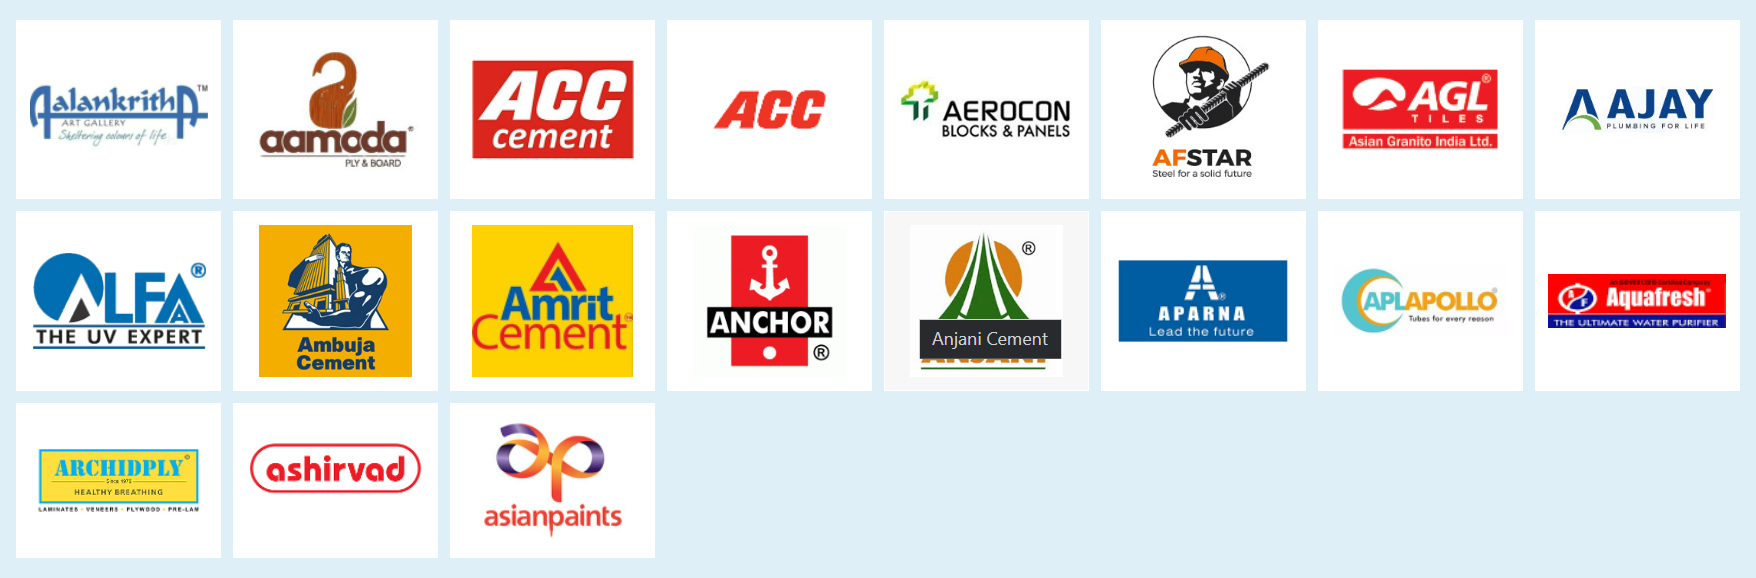 Aalankritha™
ART GALLERY
Sheltering colours of life
aamoda®
PLY & BOARD
ACC
cement
ACC
AEROCON
BLOCKS & PANELS
AFSTAR
Steel for a solid future
AGL®
TILES
Asian Granito India Ltd.
AJAY
PLUMBING FOR LIFE
ALFA®
THE UV EXPERT
Ambuja
Cement
Amrit
Cement
ANCHOR
®
®
Anjani Cement
APARNA®
Lead the future
APLAPOLLO®
Tubes for every reason
Aquafresh
THE ULTIMATE WATER PURIFIER
ARCHIDPLY
Since 1976
HEALTHY BREATHING
LAMINATES • VENEERS • PLYWOOD • PRE-LAM
ashirvad
ap
asianpaints